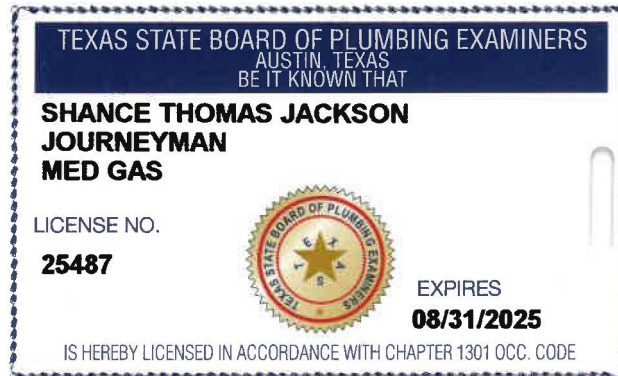 TEXAS STATE BOARD OF PLUMBING EXAMINERS
AUSTIN, TEXAS
BE IT KNOWN THAT
SHANCE THOMAS JACKSON
JOURNEYMAN
MED GAS
LICENSE NO.
25487
TEXAS STATE BOARD OF PLUMBING EXAMINERS
TEXAS
EXPIRES
08/31/2025
IS HEREBY LICENSED IN ACCORDANCE WITH CHAPTER 1301 OCC. CODE